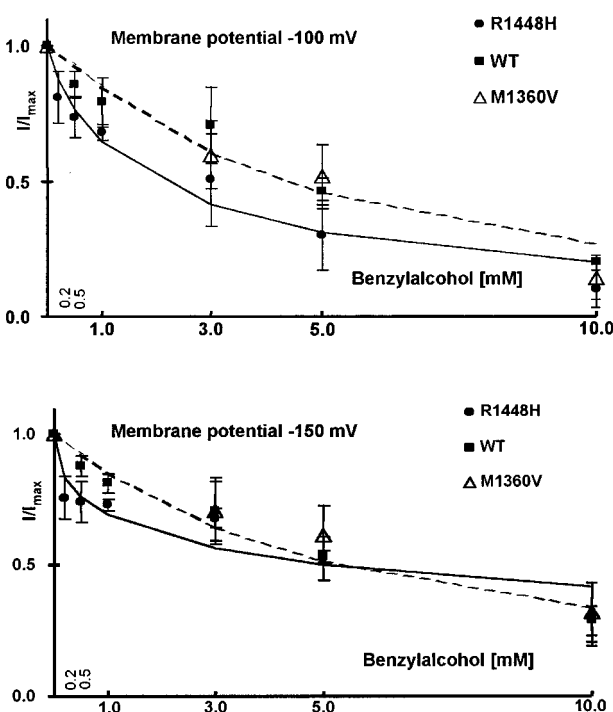 Membrane potential -100 mV
● R1448H
■ WT
△ M1360V
I/Imax
1.0
0.5
0.0
0.2
0.5
1.0
3.0
5.0
10.0
Benzylalcohol [mM]
Membrane potential -150 mV
● R1448H
■ WT
△ M1360V
I/Imax
1.0
0.5
0.0
0.2
0.5
1.0
3.0
5.0
10.0
Benzylalcohol [mM]